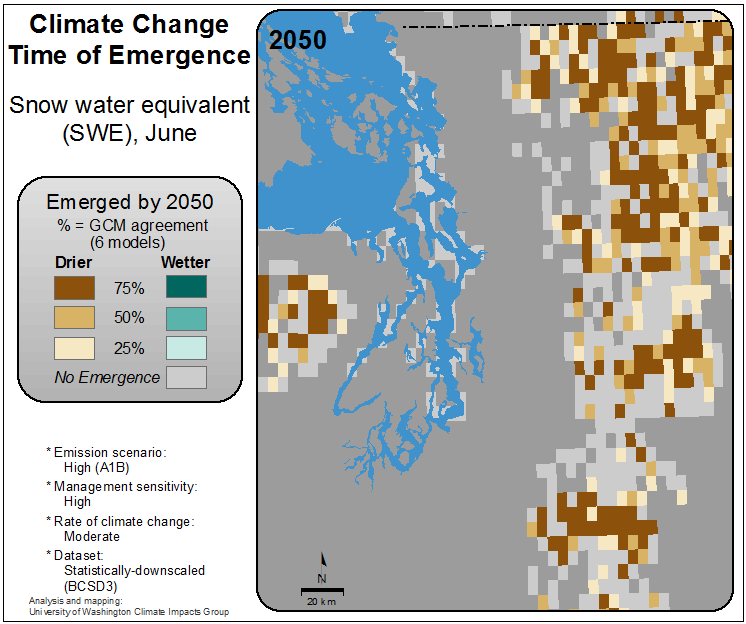 Climate Change
Time of Emergence
Snow water equivalent
(SWE), June
Emerged by 2050
% = GCM agreement
(6 models)
Drier Wetter
75%
50%
25%
No Emergence
* Emission scenario:
High (A1B)
* Management sensitivity:
High
* Rate of climate change:
Moderate
* Dataset:
Statistically-downscaled
(BCSD3)
Analysis and mapping:
University of Washington Climate Impacts Group
2050
N
20 km